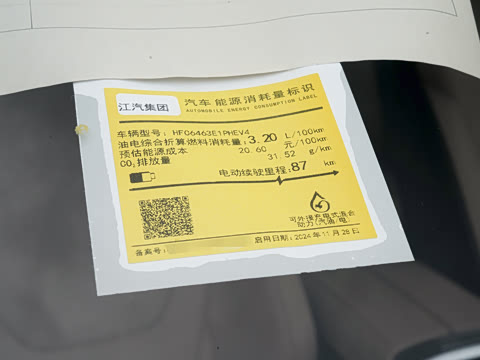 江汽集团 汽车能源消耗量标识
AUTOMOBILE ENERGY CONSUMPTION LABEL
车辆型号: HFC6463E1PHEV4
油电综合折算燃料消耗量: 3.20 L/100km
预估能源成本 20.60 元/100km
CO₂排放量 31.52 g/km
电动续驶里程: 87 km
可外接充电式混合
动力(汽油/电)
备案号:
启用日期: 2024年11月28日